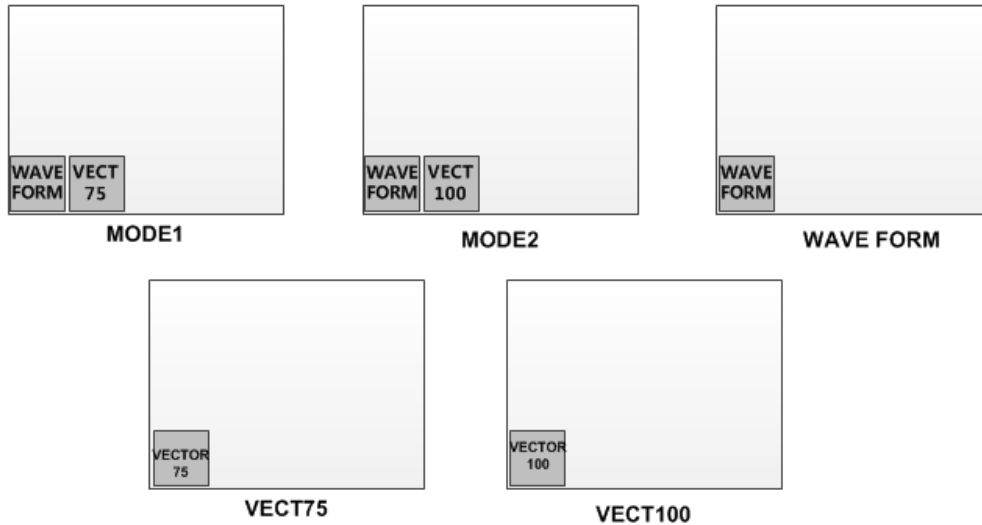 WAVE
FORM
VECT
75
MODE1
WAVE
FORM
VECT
100
MODE2
WAVE
FORM
WAVE FORM
VECTOR
75
VECT75
VECTOR
100
VECT100